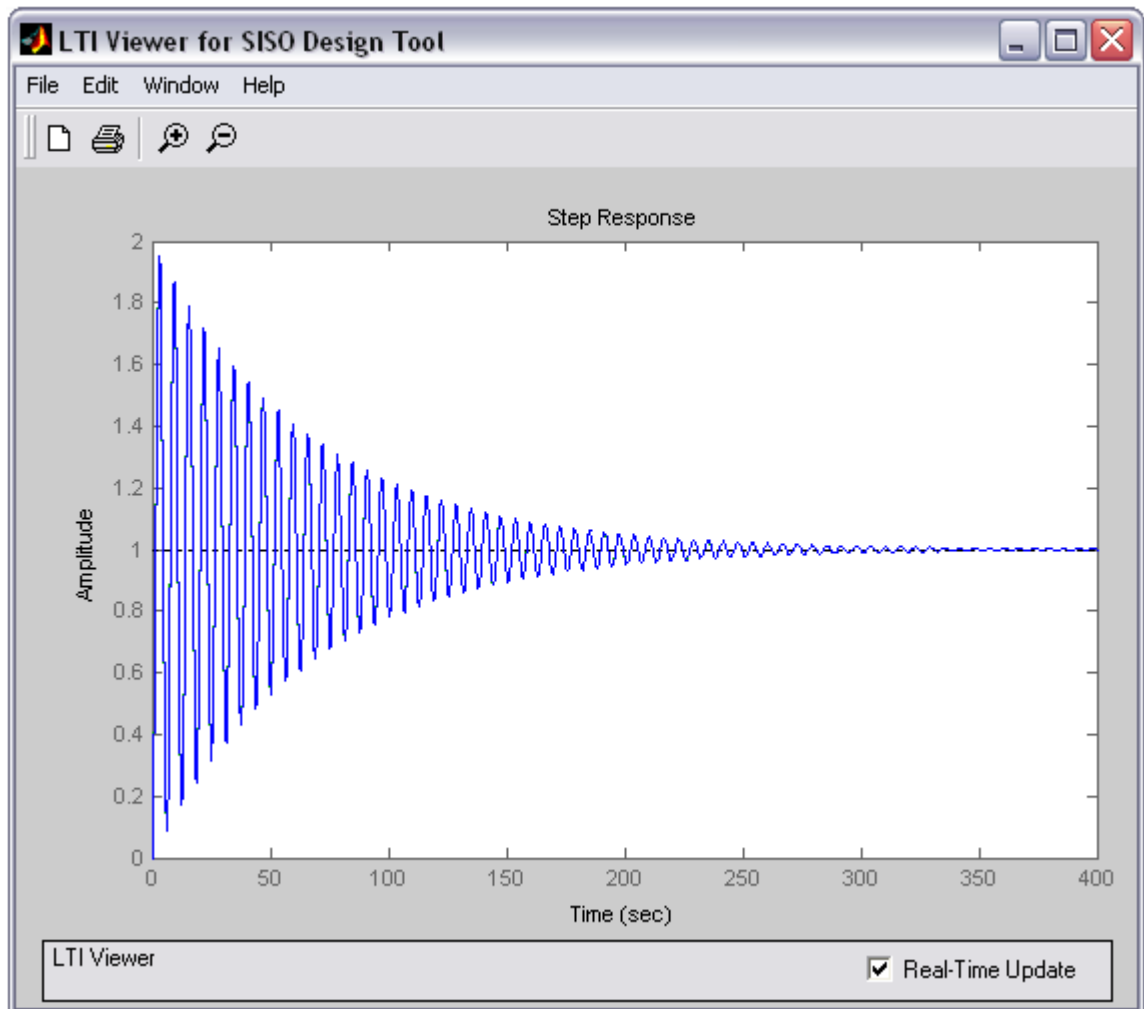 LTI Viewer for SISO Design Tool
File Edit Window Help
Step Response
2
1.8
1.6
1.4
1.2
1
0.8
0.6
0.4
0.2
0
Amplitude
0 50 100 150 200 250 300 350 400
Time (sec)
LTI Viewer
Real-Time Update